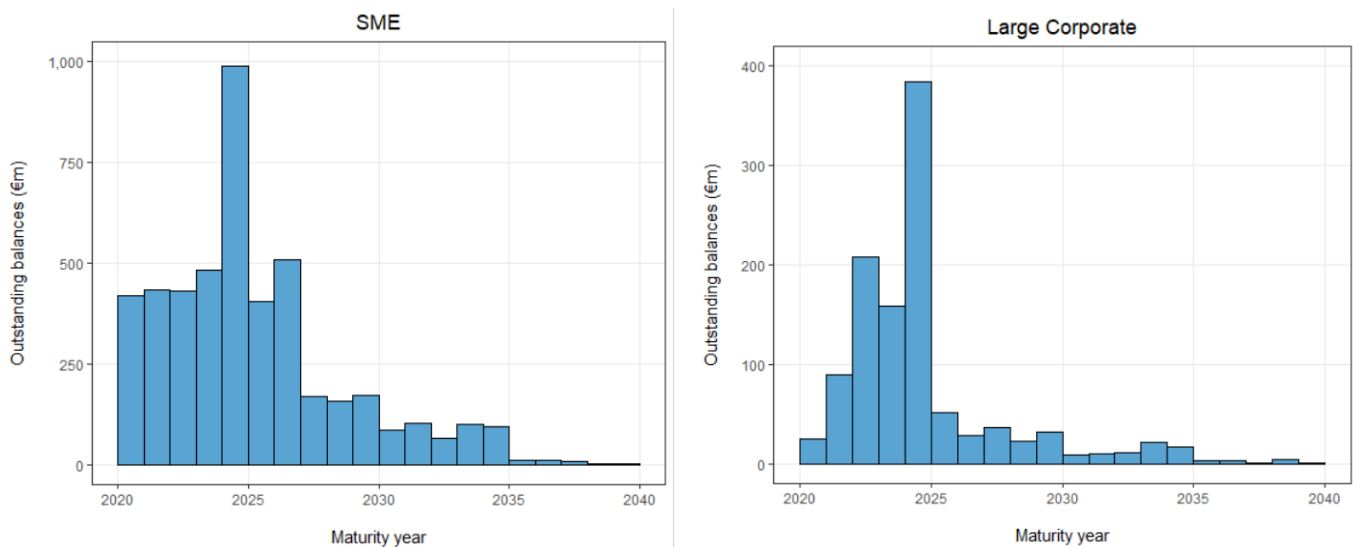 SME
1,000
750
500
250
0
Outstanding balances (€m)
2020 2025 2030 2035 2040
Maturity year
Large Corporate
400
300
200
100
0
Outstanding balances (€m)
2020 2025 2030 2035 2040
Maturity year